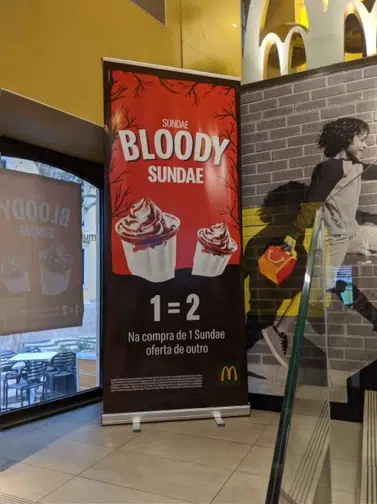 SUNDAE
BLOODY
SUNDAE
1=2
Na compra de 1 Sundae
oferta de outro